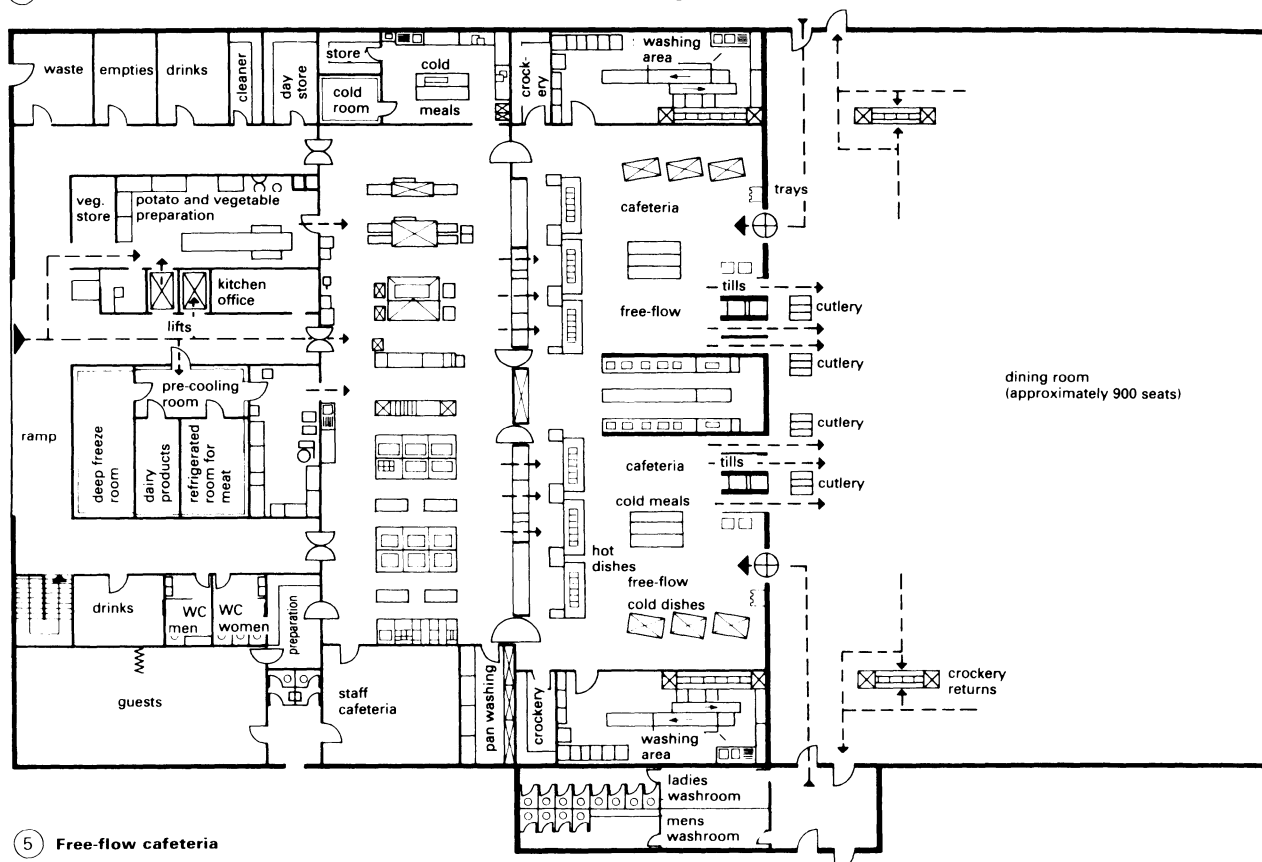 waste
empties
drinks
cleaner
day
store
store
cold
room
cold
meals
crock-
ery
washing
area
veg.
store
potato and vegetable
preparation
cafeteria
trays
kitchen
office
lifts
free-flow
tills
cutlery
cutlery
pre-cooling
room
ramp
deep freeze
room
dairy
products
refrigerated
room for
meat
dining room
(approximately 900 seats)
cutlery
cafeteria
tills
cutlery
cold meals
hot
dishes
free-flow
cold dishes
drinks
WC
men
WC
women
preparation
guests
staff
cafeteria
pan washing
crockery
washing
area
crockery
returns
ladies
washroom
mens
washroom
5 Free-flow cafeteria